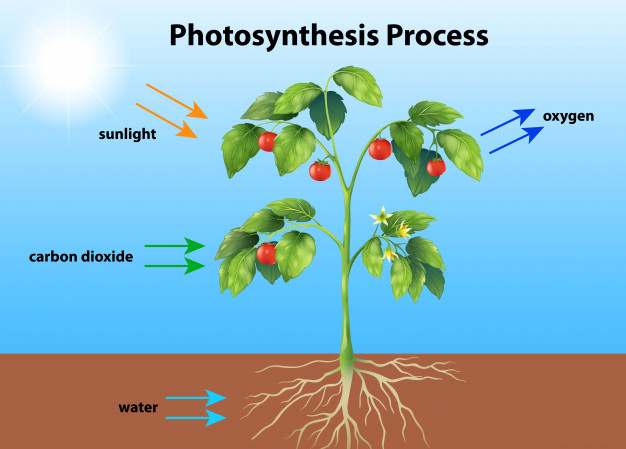 Photosynthesis Process
sunlight
oxygen
carbon dioxide
water